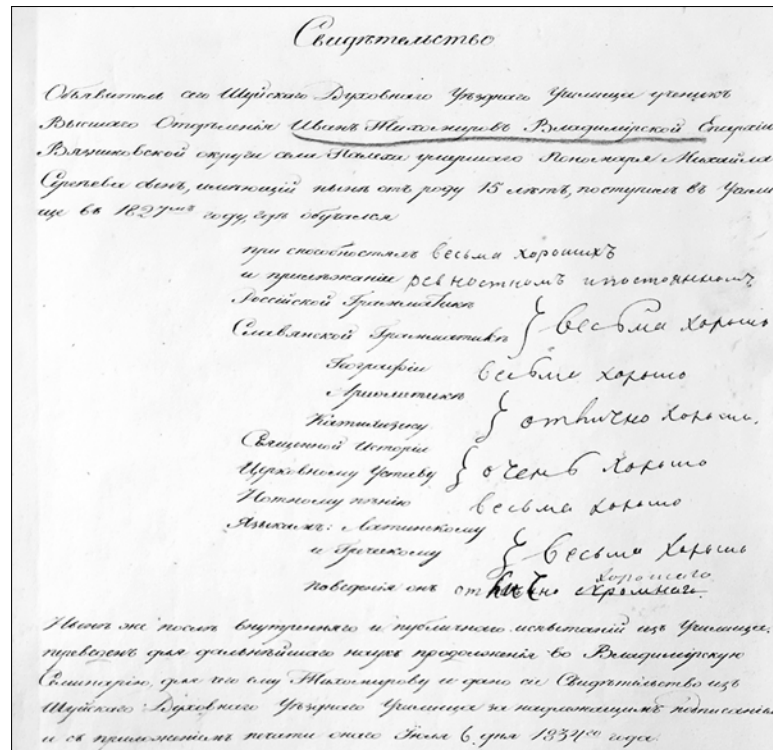 Свидѣтельство
Объявитель сего Шуйскаго Духовнаго Уѣзднаго Училища ученикъ
Высшаго Отдѣленія Иванъ Тихомировъ Владимірской Епархіи
Вязниковской округи села Палеха умершаго Пономаря Михайла
Сергѣева сынъ, имѣющій нынѣ отъ роду 15 лѣтъ, поступилъ въ Учили
ще въ 1827мъ году, гдѣ обучался
при способностяхъ весьма хорошихъ
и прилѣжаніи ревностномъ и постоянномъ
Россійской Грамматикѣ
Славянской Грамматикѣ } весьма хорошо
Географіи весьма хорошо
Ариѳметикѣ
Катихизису } отлично хорошо.
Священной Исторіи
Церковному Уставу } очень хорошо
Нотному пѣнію весьма хорошо
Языкамъ: Латинскому
и Греческому } весьма хорошо
хорошаго
поведенія онъ отлично скромнаго.
Нынѣ же послѣ внутренняго и публичнаго испытаній изъ Училища,
переведенъ для дальнѣйшаго наукъ продолженія во Владимірскую
Семинарію, для чего ему Тихомирову и дано сіе Свидѣтельство изъ
Шуйскаго Духовнаго Уѣзднаго Училища за надлежащимъ подписаніемъ
и съ приложеніемъ печати онаго Іюля 6 дня 1834го года.